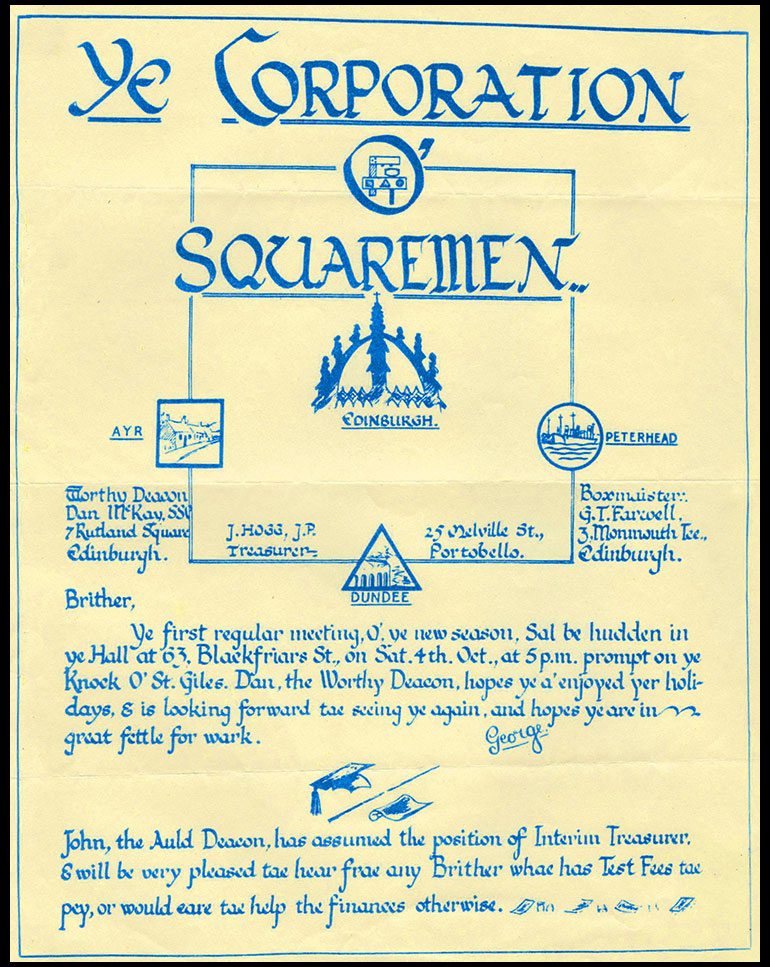 Ye Corporation
O'
Squaremen..
Edinburgh.
AYR
PETERHEAD
Worthy Deacon
Dan McKay, SSC
7 Rutland Square
Edinburgh.
J. Hogg, J.P.
Treasurer
25 Melville St.,
Portobello.
Boxmaister:.
G.T. Farwell.
3, Monmouth Tce.,
Edinburgh.
DUNDEE
Brither,
Ye first regular meeting, O', ye new season, Sal be hudden in
ye Hall at 63, Blackfriars St., on Sat. 4th. Oct., at 5 p.m. prompt on ye
Knock O' St. Giles. Dan, the Worthy Deacon, hopes ye a' enjoyed yer holi-
days, & is looking forward tae seeing ye again, and hopes ye are in
great fettle for wark.
George.
John, the Auld Deacon, has assumed the position of Interim Treasurer,
& will be very pleased tae hear frae any Brither whae has Test Fees tae
pey, or would care tae help the finances otherwise.